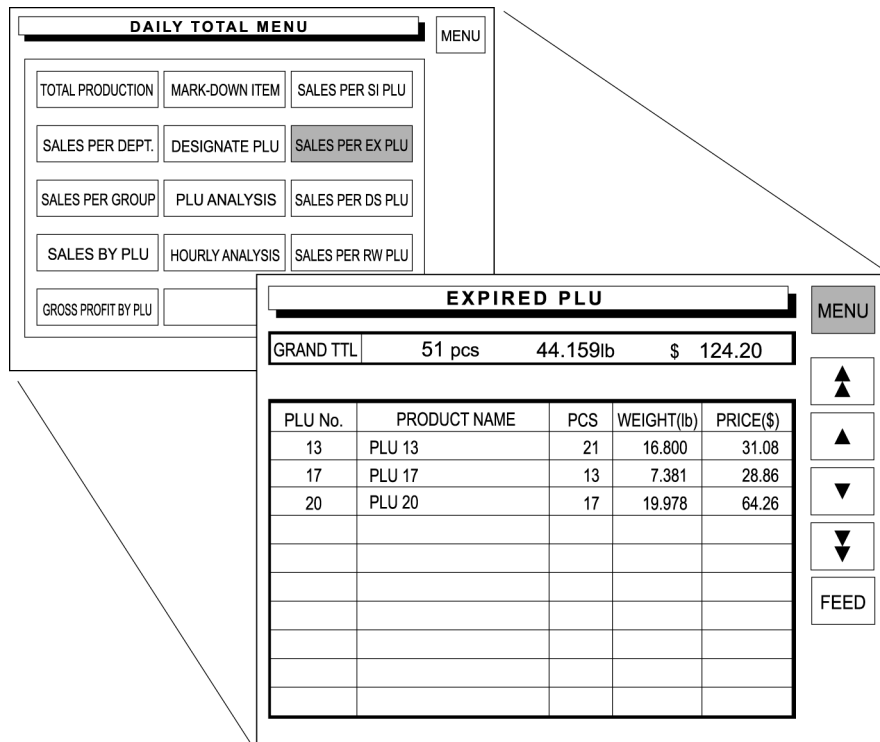 DAILY TOTAL MENU
MENU
TOTAL PRODUCTION MARK-DOWN ITEM SALES PER SI PLU
SALES PER DEPT. DESIGNATE PLU SALES PER EX PLU
SALES PER GROUP PLU ANALYSIS SALES PER DS PLU
SALES BY PLU HOURLY ANALYSIS SALES PER RW PLU
GROSS PROFIT BY PLU
EXPIRED PLU
MENU
GRAND TTL 51 pcs 44.159lb $ 124.20
PLU No. PRODUCT NAME PCS WEIGHT(lb) PRICE($)
13 PLU 13 21 16.800 31.08
17 PLU 17 13 7.381 28.86
20 PLU 20 17 19.978 64.26
FEED